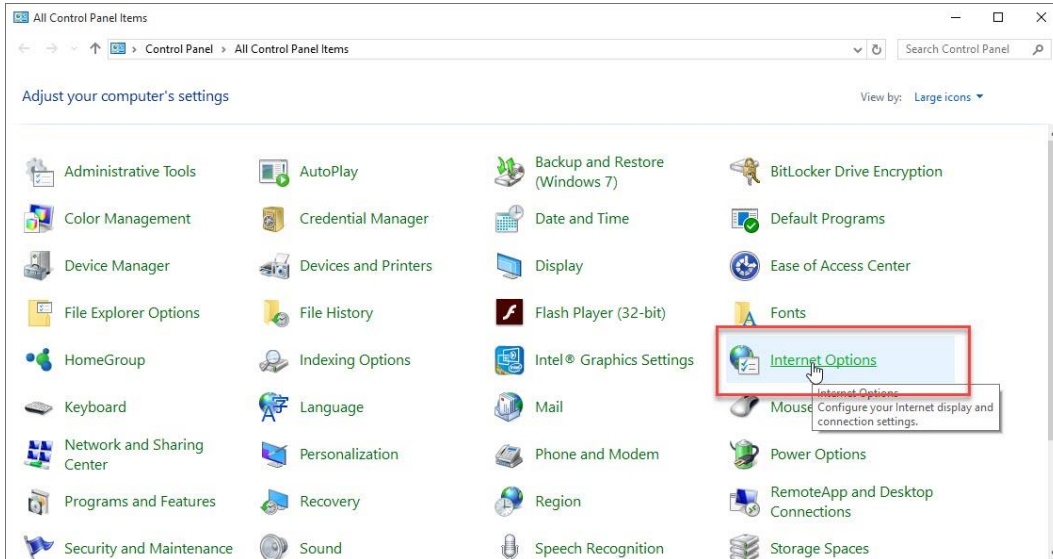 All Control Panel Items
Control Panel > All Control Panel Items
Search Control Panel
Adjust your computer's settings
View by: Large icons
Administrative Tools
AutoPlay
Backup and Restore
(Windows 7)
BitLocker Drive Encryption
Color Management
Credential Manager
Date and Time
Default Programs
Device Manager
Devices and Printers
Display
Ease of Access Center
File Explorer Options
File History
Flash Player (32-bit)
Fonts
HomeGroup
Indexing Options
Intel® Graphics Settings
Internet Options
Internet Options
Configure your Internet display and
connection settings.
Keyboard
Language
Mail
Mouse
Network and Sharing
Center
Personalization
Phone and Modem
Power Options
Programs and Features
Recovery
Region
RemoteApp and Desktop
Connections
Security and Maintenance
Sound
Speech Recognition
Storage Spaces